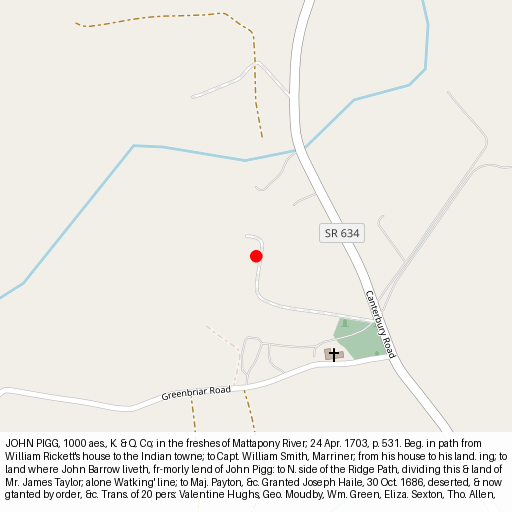 SR 634
Canterbury Road
Greenbriar Road
JOHN PIGG, 1000 aes., K. & Q. Co; in the freshes of Mattapony River; 24 Apr. 1703, p. 531. Beg. in path from
William Rickett's house to the Indian towne; to Capt. William Smith, Marriner; from his house to his land. ing; to
land where John Barrow liveth, fr-morly lend of John Pigg: to N. side of the Ridge Path, dividing this & land of
Mr. James Taylor; alone Watking' line; to Maj. Payton, &c. Granted Joseph Haile, 30 Oct. 1686, deserted, & now
gtanted by order, &c. Trans. of 20 pers: Valentine Hughs, Geo. Moudby, Wm. Green, Eliza. Sexton, Tho. Allen,